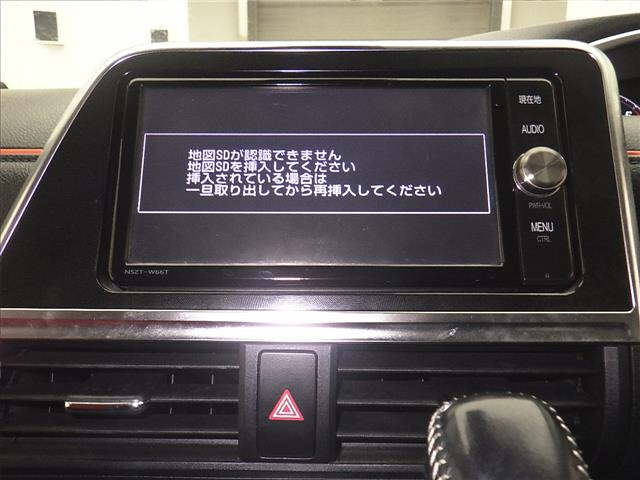 現在地
AUDIO
地図SDが認識できません
地図SDを挿入してください
挿入されている場合は
一旦取り出してから再挿入してください
PWR·VOL
MENU
CTRL
NSZT-W66T